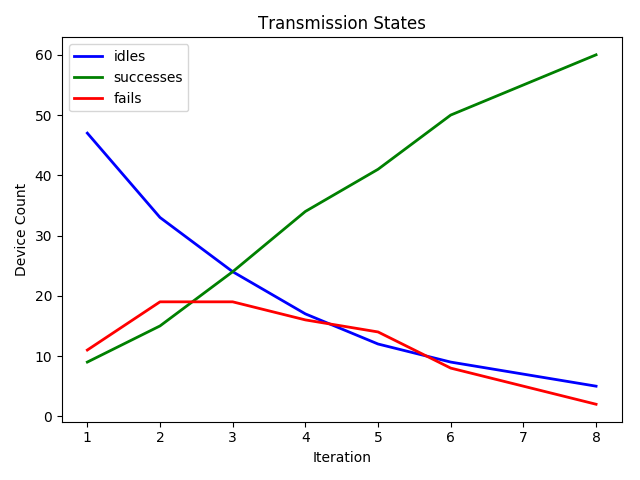 Transmission States
idles
successes
fails
Device Count
60
50
40
30
20
10
0
1 2 3 4 5 6 7 8
Iteration